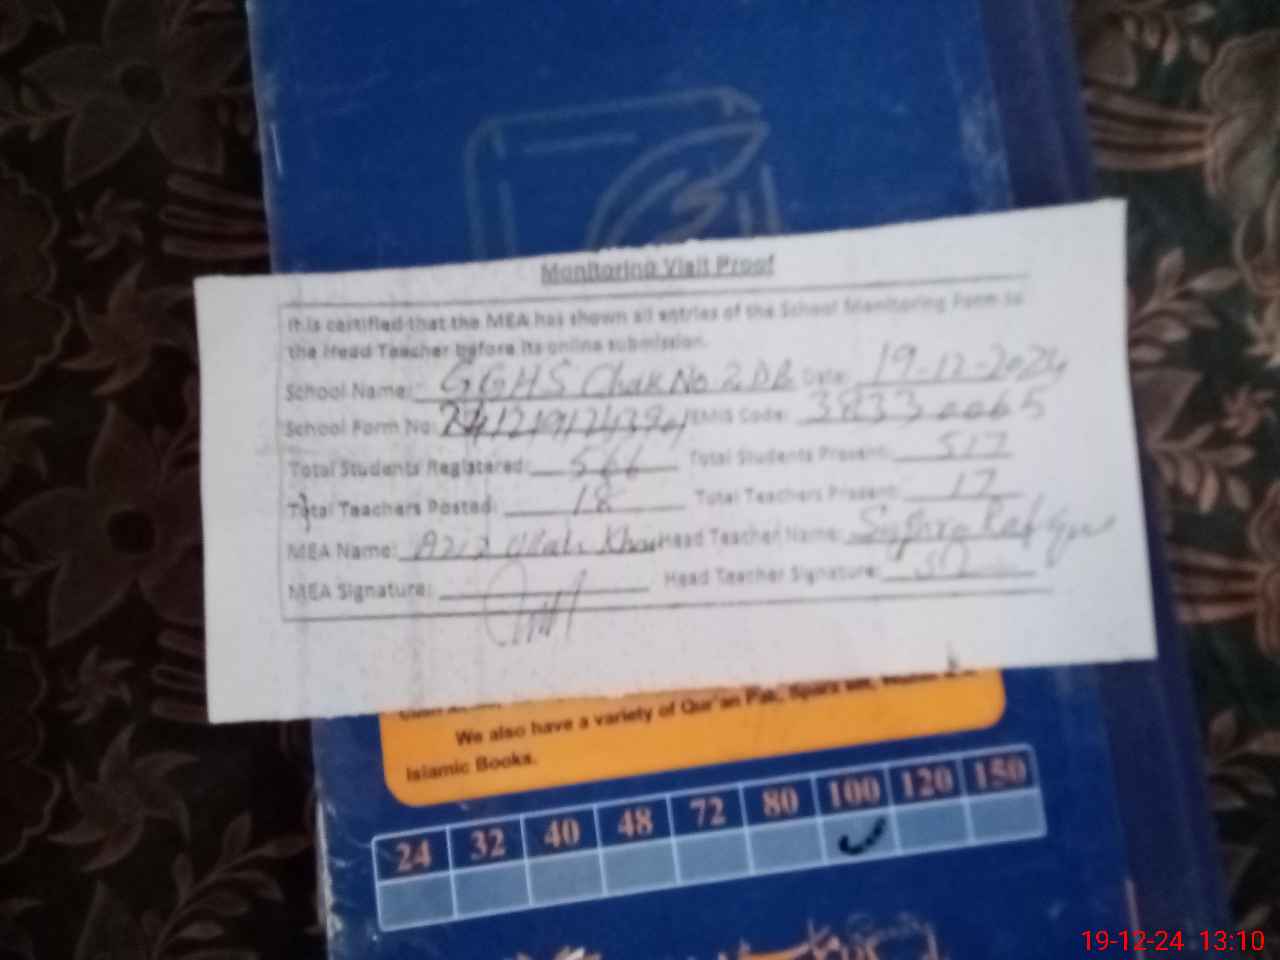 Monitoring Visit Proof
It is certified that the MEA has shown all entries of the School Monitoring Form to
the Head Teacher before its online submission.
School Name: GGHS Chak No 2 DB Date: 19-12-2024
School Form No: EMIS Code: 38330065
Total Students Registered: 566 Total Students Present: 517
Total Teachers Posted: 18 Total Teachers Present: 17
MEA Name: Aziz Ullah Khan Head Teacher Name:
MEA Signature: Head Teacher Signature:
We also have a variety of Qur'an Pak,
Islamic Books.
24 32 40 48 72 80 100 120 150
19-12-24 13:10